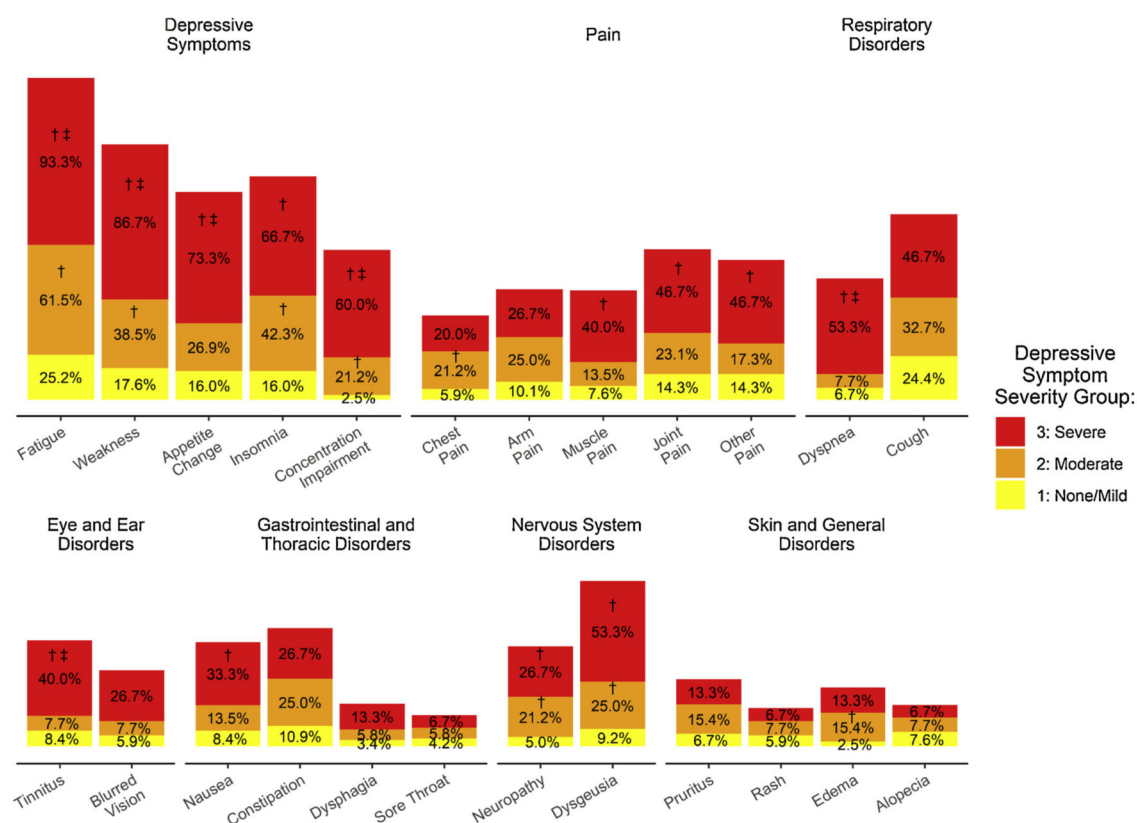 Depressive
Symptoms
Pain
Respiratory
Disorders
† ‡
93.3%
†
61.5%
25.2%
† ‡
86.7%
†
38.5%
17.6%
† ‡
73.3%
26.9%
16.0%
†
66.7%
†
42.3%
16.0%
† ‡
60.0%
†
21.2%
2.5%
20.0%
†
21.2%
5.9%
26.7%
25.0%
10.1%
†
40.0%
13.5%
7.6%
†
46.7%
23.1%
14.3%
†
46.7%
17.3%
14.3%
† ‡
53.3%
7.7%
6.7%
46.7%
32.7%
24.4%
Fatigue
Weakness
Appetite
Change
Insomnia
Concentration
Impairment
Chest
Pain
Arm
Pain
Muscle
Pain
Joint
Pain
Other
Pain
Dyspnea
Cough
Depressive
Symptom
Severity Group:
3: Severe
2: Moderate
1: None/Mild
Eye and Ear
Disorders
Gastrointestinal and
Thoracic Disorders
Nervous System
Disorders
Skin and General
Disorders
† ‡
40.0%
7.7%
8.4%
26.7%
7.7%
5.9%
†
33.3%
13.5%
8.4%
26.7%
25.0%
10.9%
13.3%
5.8%
3.4%
6.7%
5.8%
4.2%
†
26.7%
†
21.2%
5.0%
†
53.3%
†
25.0%
9.2%
13.3%
15.4%
6.7%
6.7%
7.7%
5.9%
13.3%
†
15.4%
2.5%
6.7%
7.7%
7.6%
Tinnitus
Blurred
Vision
Nausea
Constipation
Dysphagia
Sore Throat
Neuropathy
Dysgeusia
Pruritus
Rash
Edema
Alopecia